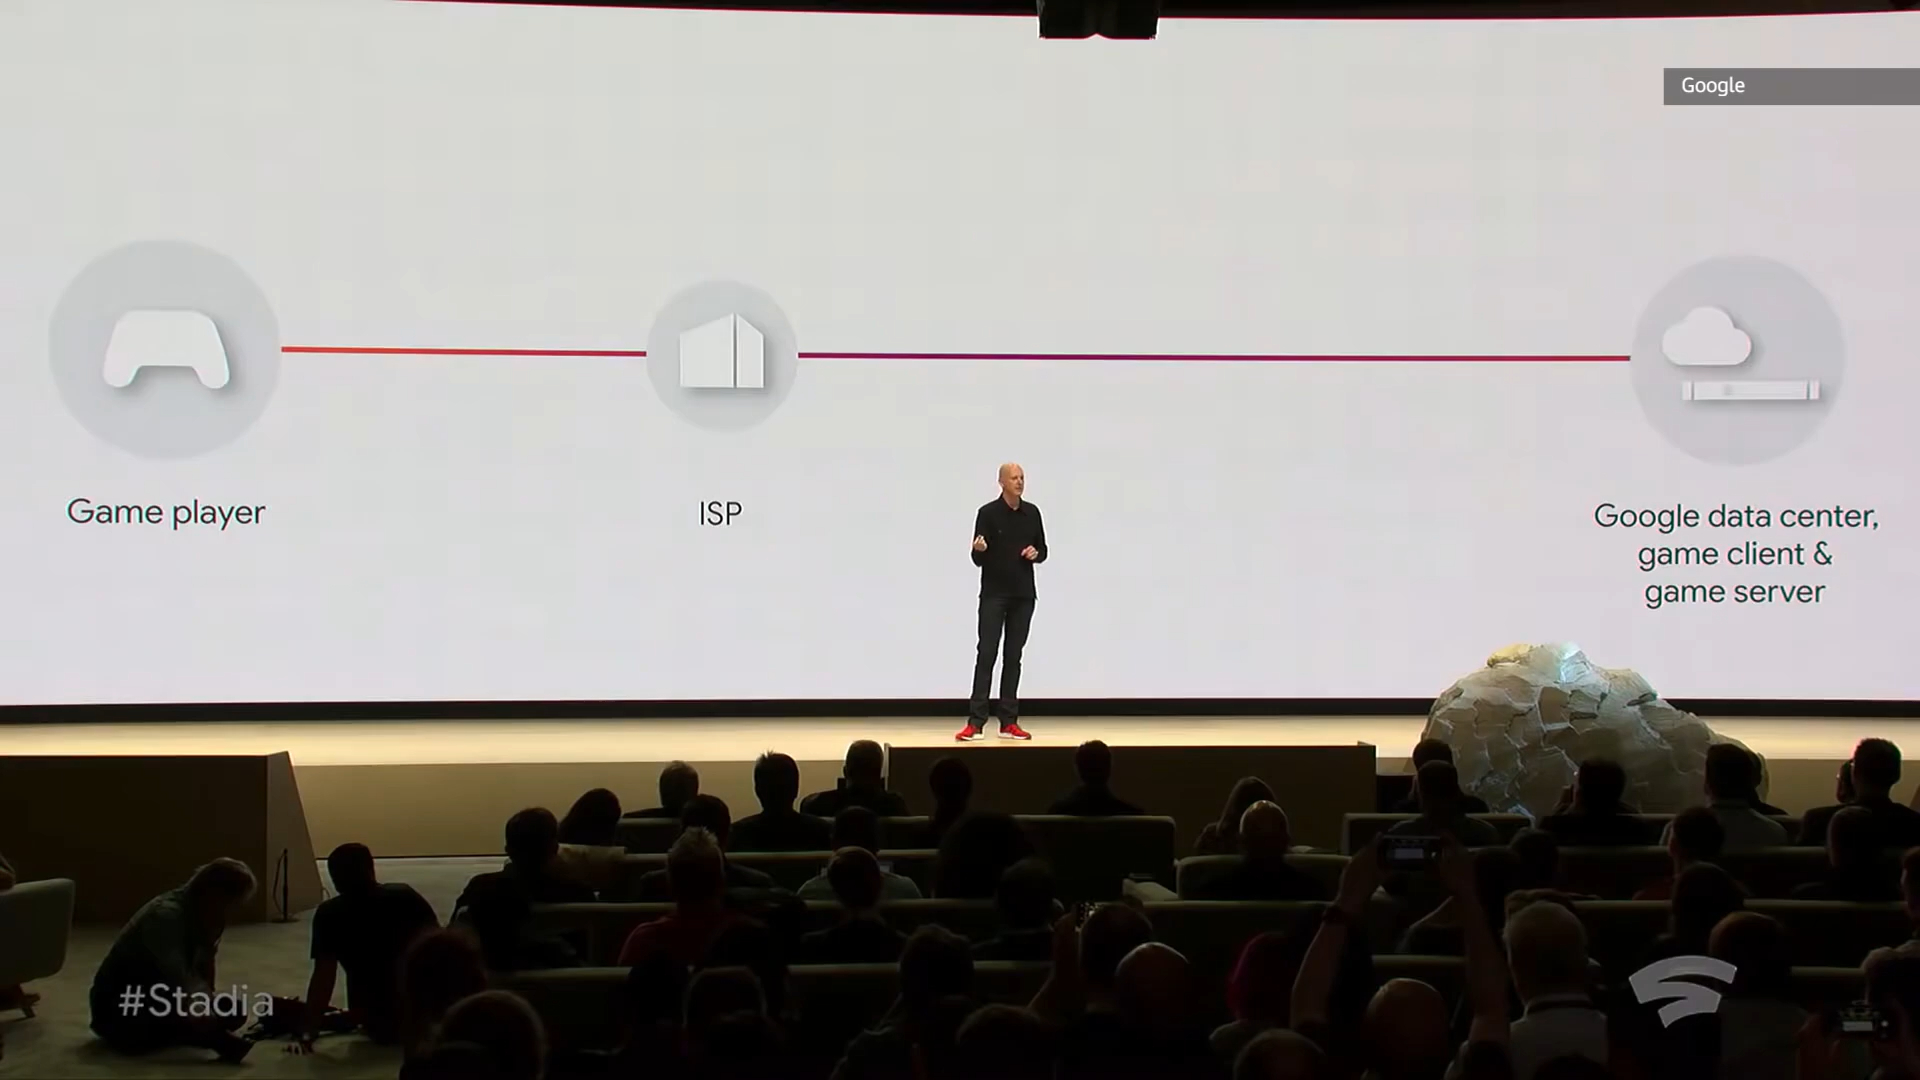 Google
Game player
ISP
Google data center,
game client &
game server
#Stadia